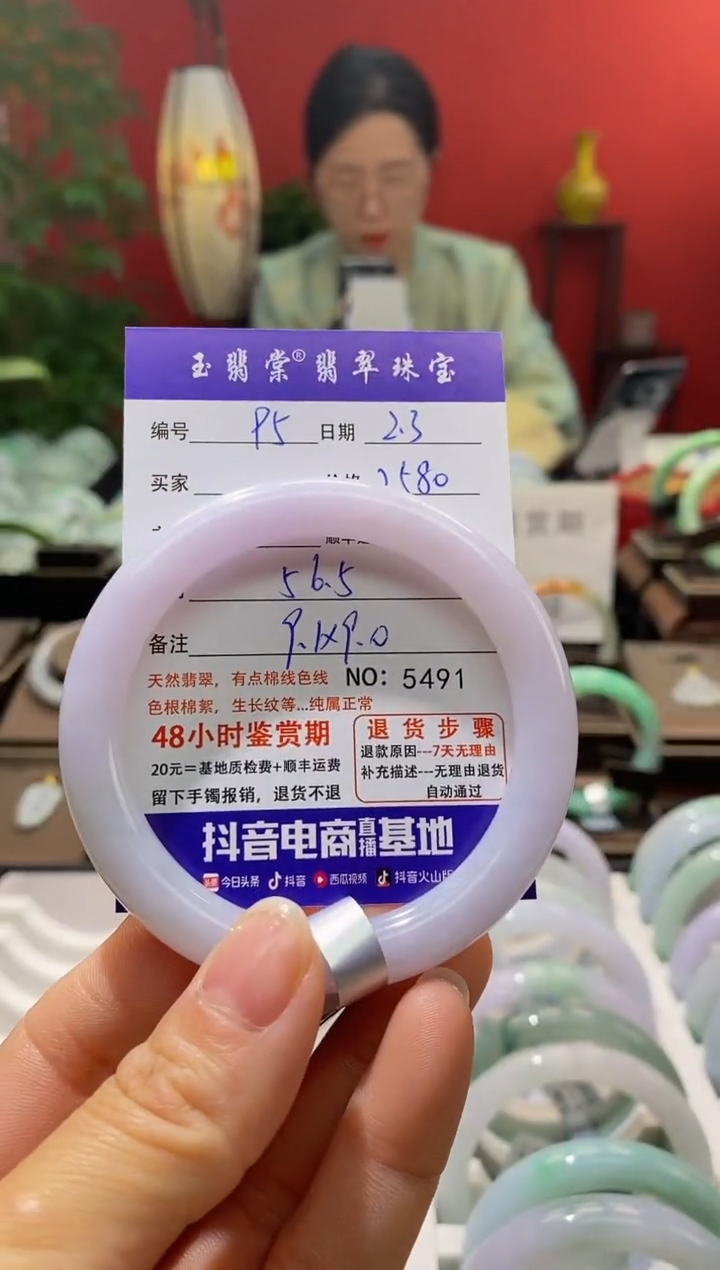 玉翡棠®翡翠珠宝
编号 P5 日期 2.3
买家
56.5
备注 9.1x9.0
天然翡翠，有点棉线色线 NO: 5491
色根棉絮，生长纹等...纯属正常
48小时鉴赏期
20元＝基地质检费+顺丰运费
留下手镯报销，退货不退
退货步骤
退款原因---7天无理由
补充描述---无理由退货
自动通过
抖音电商直播基地
头条 今日头条 抖音 西瓜视频 抖音火山版
赏期